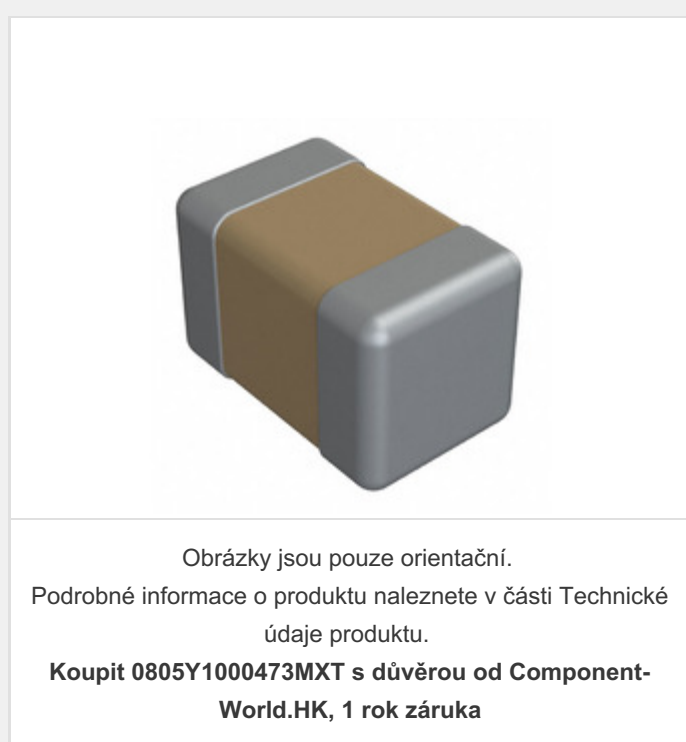 Obrázky jsou pouze orientační.
Podrobné informace o produktu naleznete v části Technické
údaje produktu.
Koupit 0805Y1000473MXT s důvěrou od Component-
World.HK, 1 rok záruka